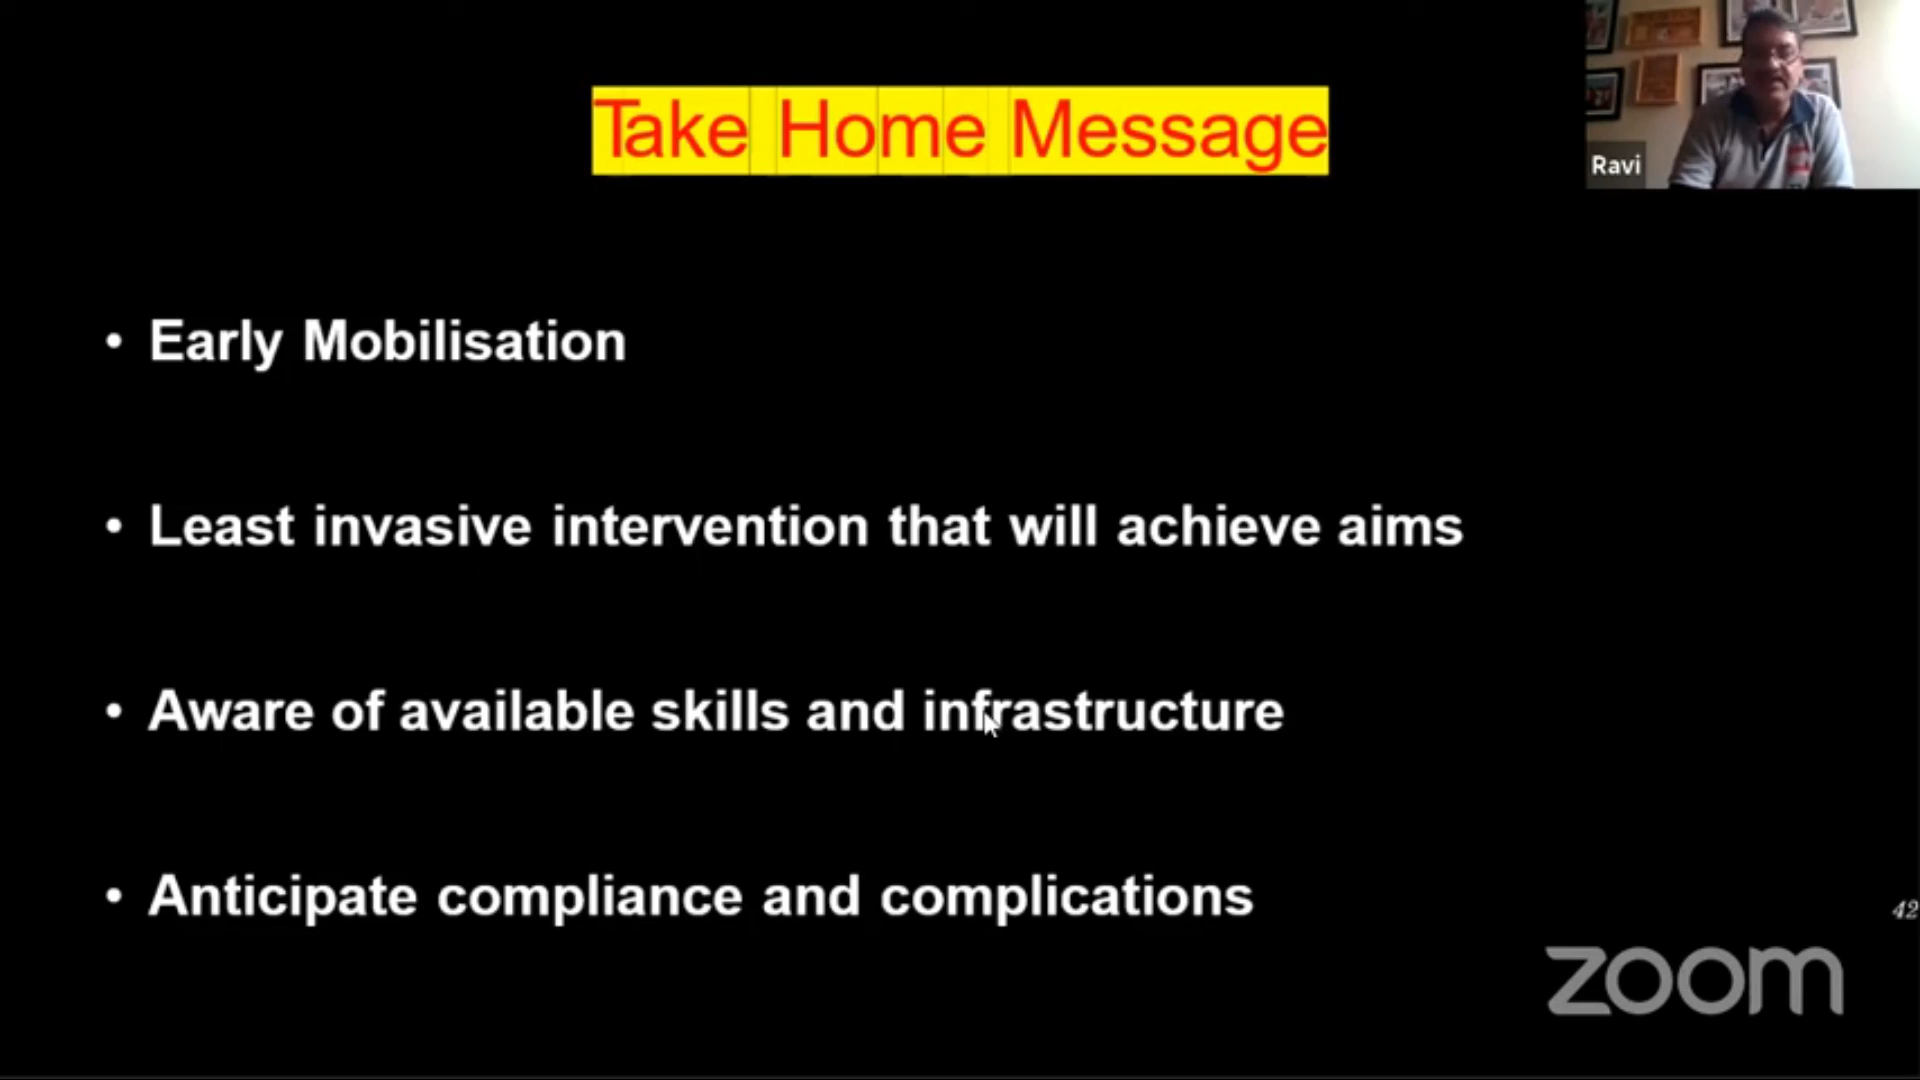 Take Home Message
Ravi
• Early Mobilisation
• Least invasive intervention that will achieve aims
• Aware of available skills and infrastructure
• Anticipate compliance and complications
42
zoom